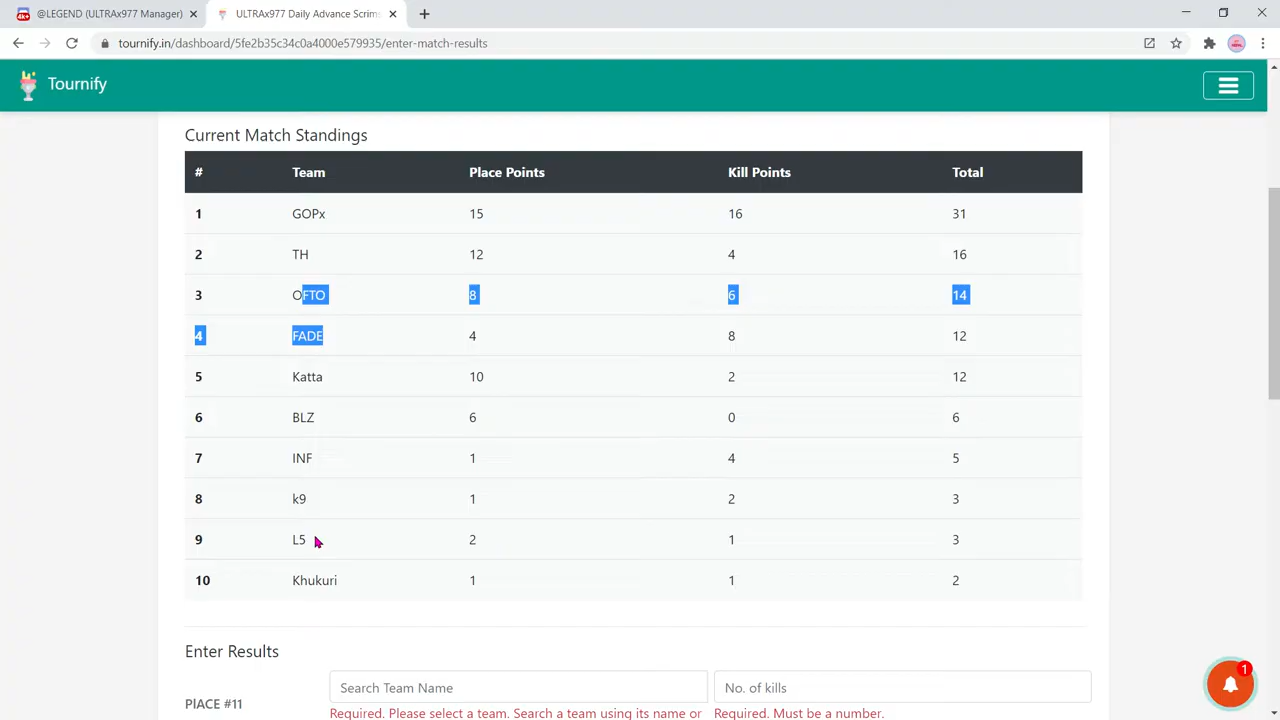 @LEGEND (ULTRAx977 Manager)
ULTRAx977 Daily Advance Scrims
tournify.in/dashboard/5fe2b35c34c0a4000e579935/enter-match-results
Tournify
Current Match Standings
# Team Place Points Kill Points Total
1 GOPx 15 16 31
2 TH 12 4 16
3 OFTO 8 6 14
4 FADE 4 8 12
5 Katta 10 2 12
6 BLZ 6 0 6
7 INF 1 4 5
8 k9 1 2 3
9 L5 2 1 3
10 Khukuri 1 1 2
Enter Results
PlACE #11 Search Team Name No. of kills
Required. Please select a team. Search a team using its name or Required. Must be a number.
1